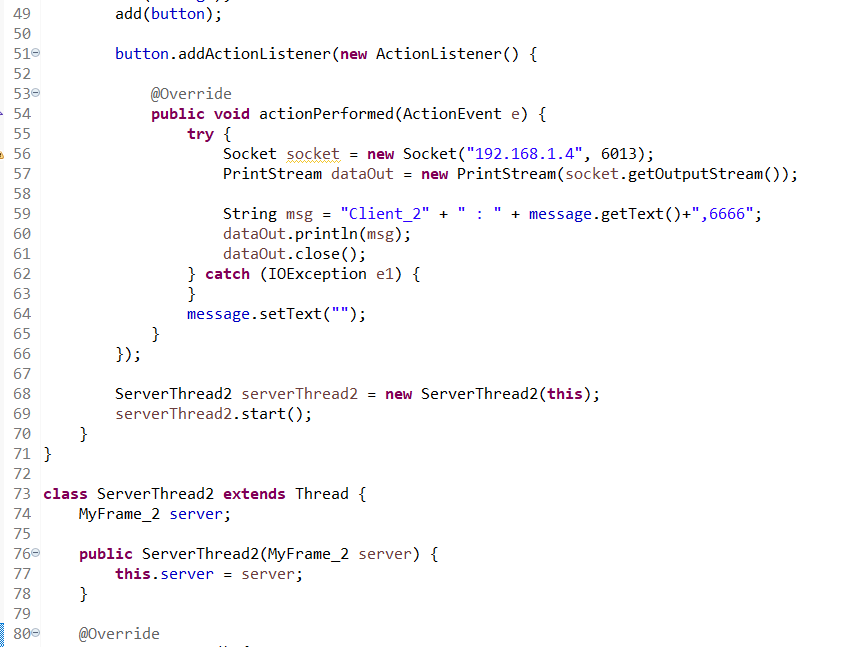 49 add(button);
50
51 button.addActionListener(new ActionListener() {
52
53 @Override
54 public void actionPerformed(ActionEvent e) {
55 try {
56 Socket socket = new Socket("192.168.1.4", 6013);
57 PrintStream dataOut = new PrintStream(socket.getOutputStream());
58
59 String msg = "Client_2" + " : " + message.getText()+",6666";
60 dataOut.println(msg);
61 dataOut.close();
62 } catch (IOException e1) {
63 }
64 message.setText("");
65 }
66 });
67
68 ServerThread2 serverThread2 = new ServerThread2(this);
69 serverThread2.start();
70 }
71 }
72
73 class ServerThread2 extends Thread {
74 MyFrame_2 server;
75
76 public ServerThread2(MyFrame_2 server) {
77 this.server = server;
78 }
79
80 @Override